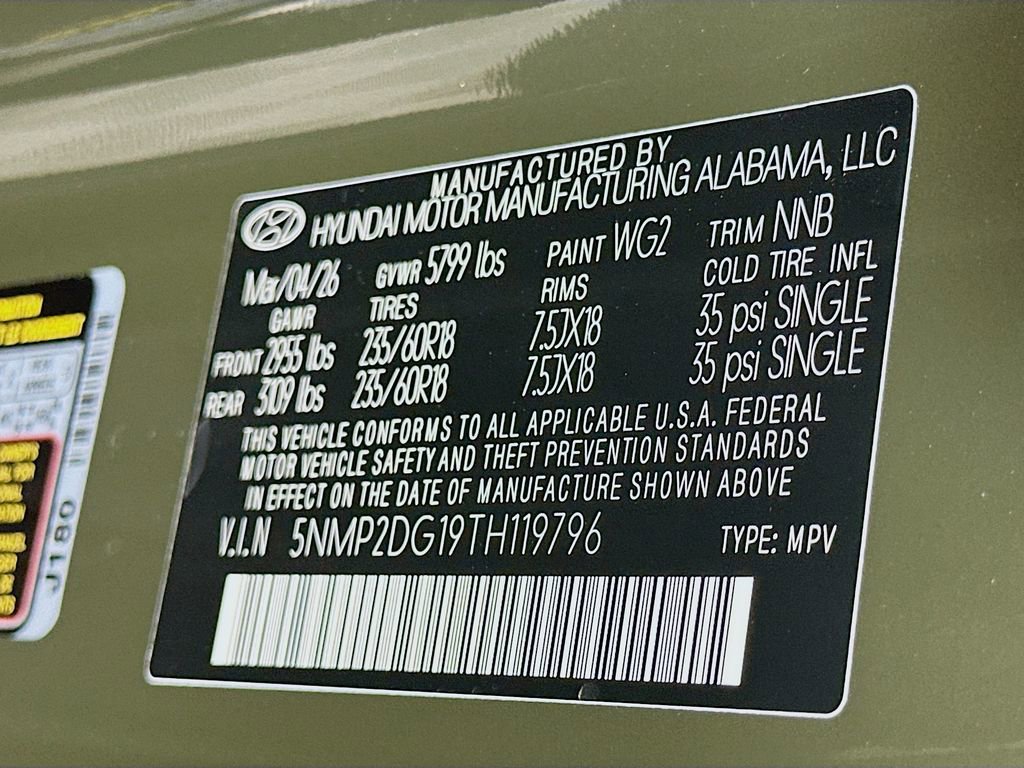 MANUFACTURED BY
HYUNDAI MOTOR MANUFACTURING ALABAMA, LLC
Mar/04/26 GVWR 5799 lbs PAINT WG2 TRIM NNB
GAWR TIRES RIMS COLD TIRE INFL
FRONT 2955 lbs 235/60R18 7.5JX18 35 psi SINGLE
REAR 3109 lbs 235/60R18 7.5JX18 35 psi SINGLE
THIS VEHICLE CONFORMS TO ALL APPLICABLE U.S.A. FEDERAL
MOTOR VEHICLE SAFETY AND THEFT PREVENTION STANDARDS
IN EFFECT ON THE DATE OF MANUFACTURE SHOWN ABOVE
V.I.N 5NMP2DG19TH119796 TYPE: MPV
J180